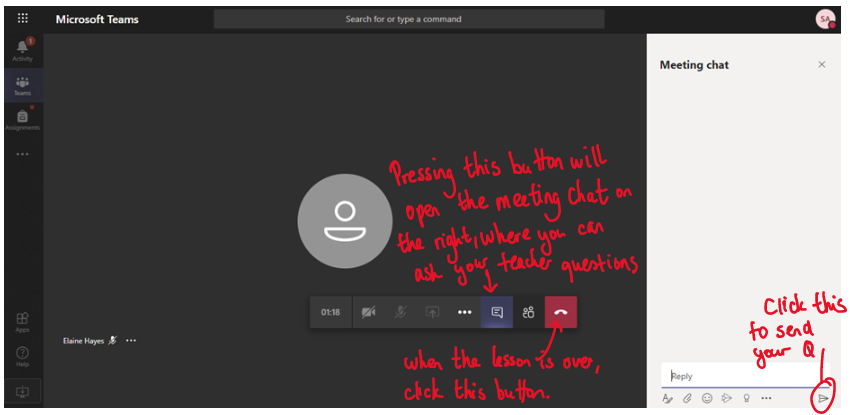 Microsoft Teams
Search for or type a command
SA
1
Activity
Teams
Assignments
Apps
Help
Meeting chat
Pressing this button will
open the meeting chat on
the right, where you can
ask your teacher questions
01:18
Elaine Hayes
when the lesson is over,
click this button.
Click this
to send
your Q
Reply